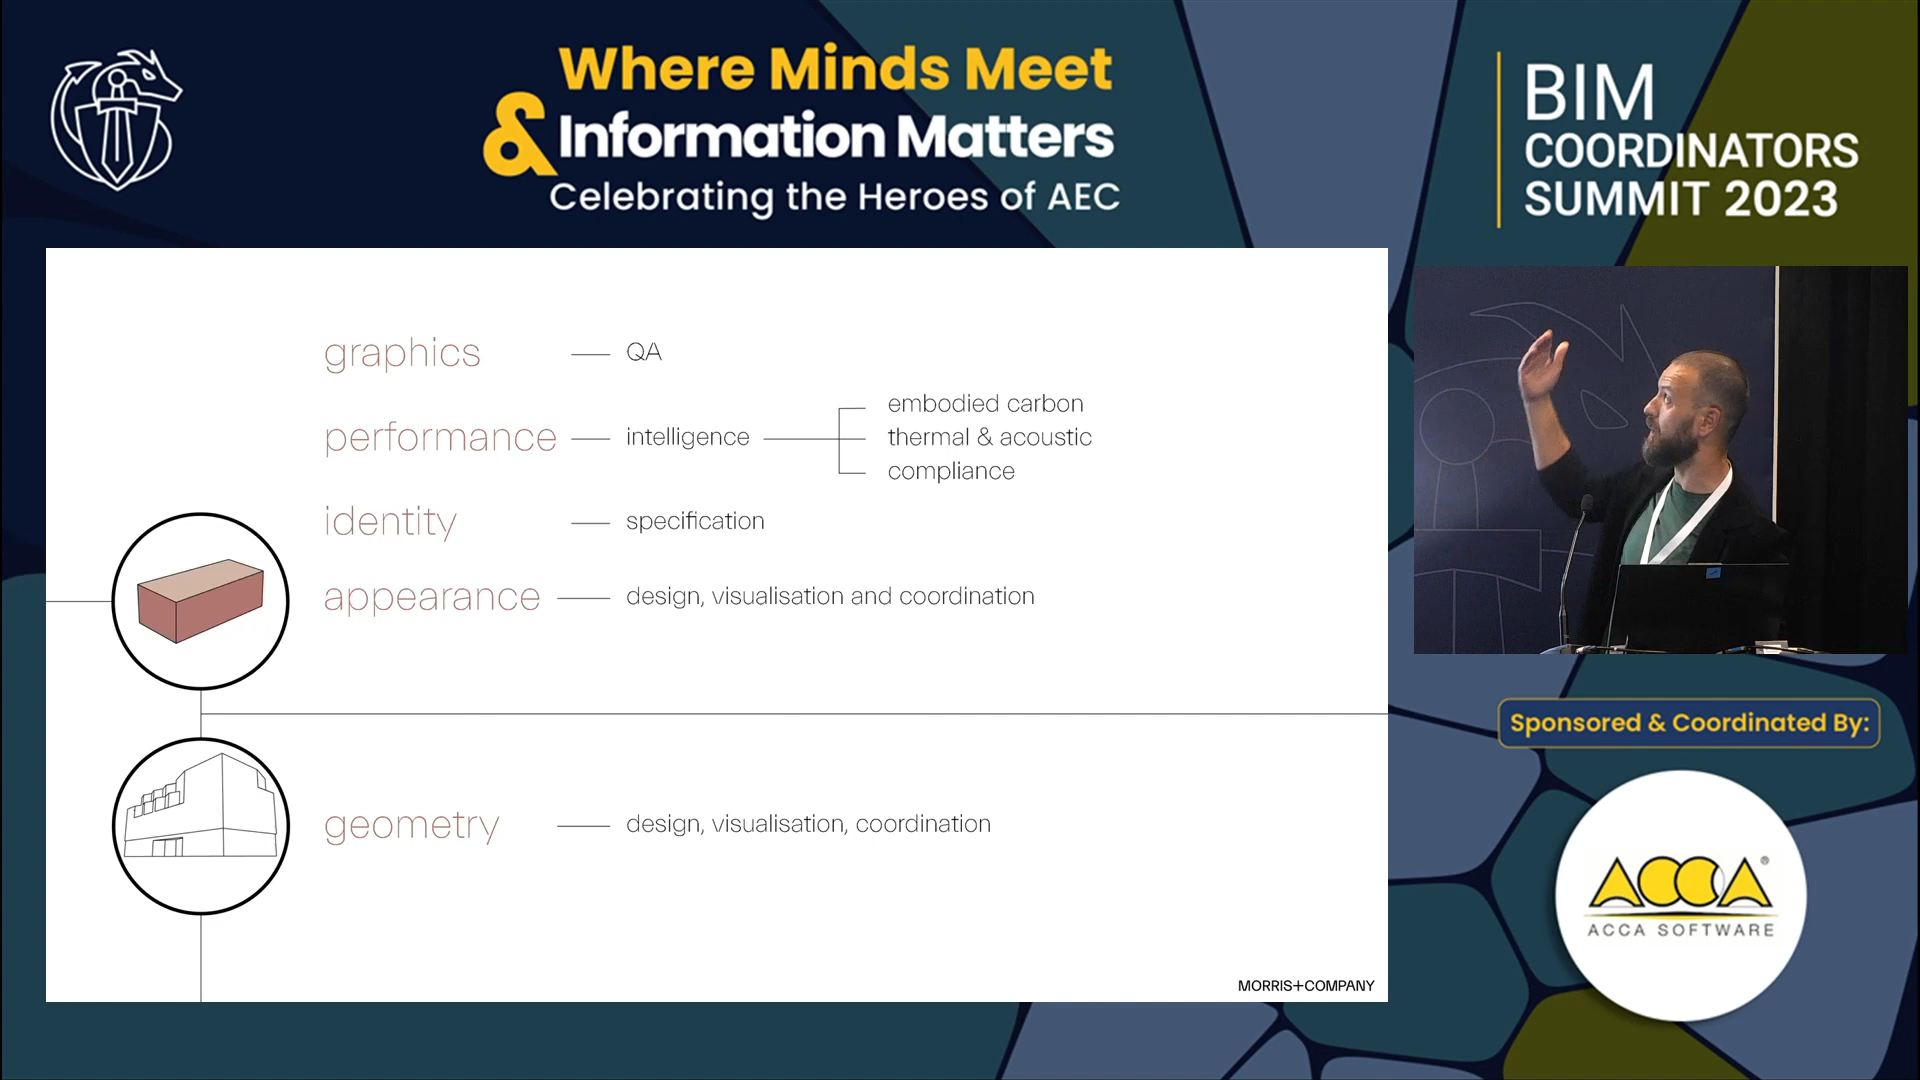 Where Minds Meet
& Information Matters
Celebrating the Heroes of AEC
BIM
COORDINATORS
SUMMIT 2023
graphics — QA
performance — intelligence
embodied carbon
thermal & acoustic
compliance
identity — specification
appearance — design, visualisation and coordination
geometry — design, visualisation, coordination
MORRIS+COMPANY
Sponsored & Coordinated By:
ACCA®
ACCA SOFTWARE